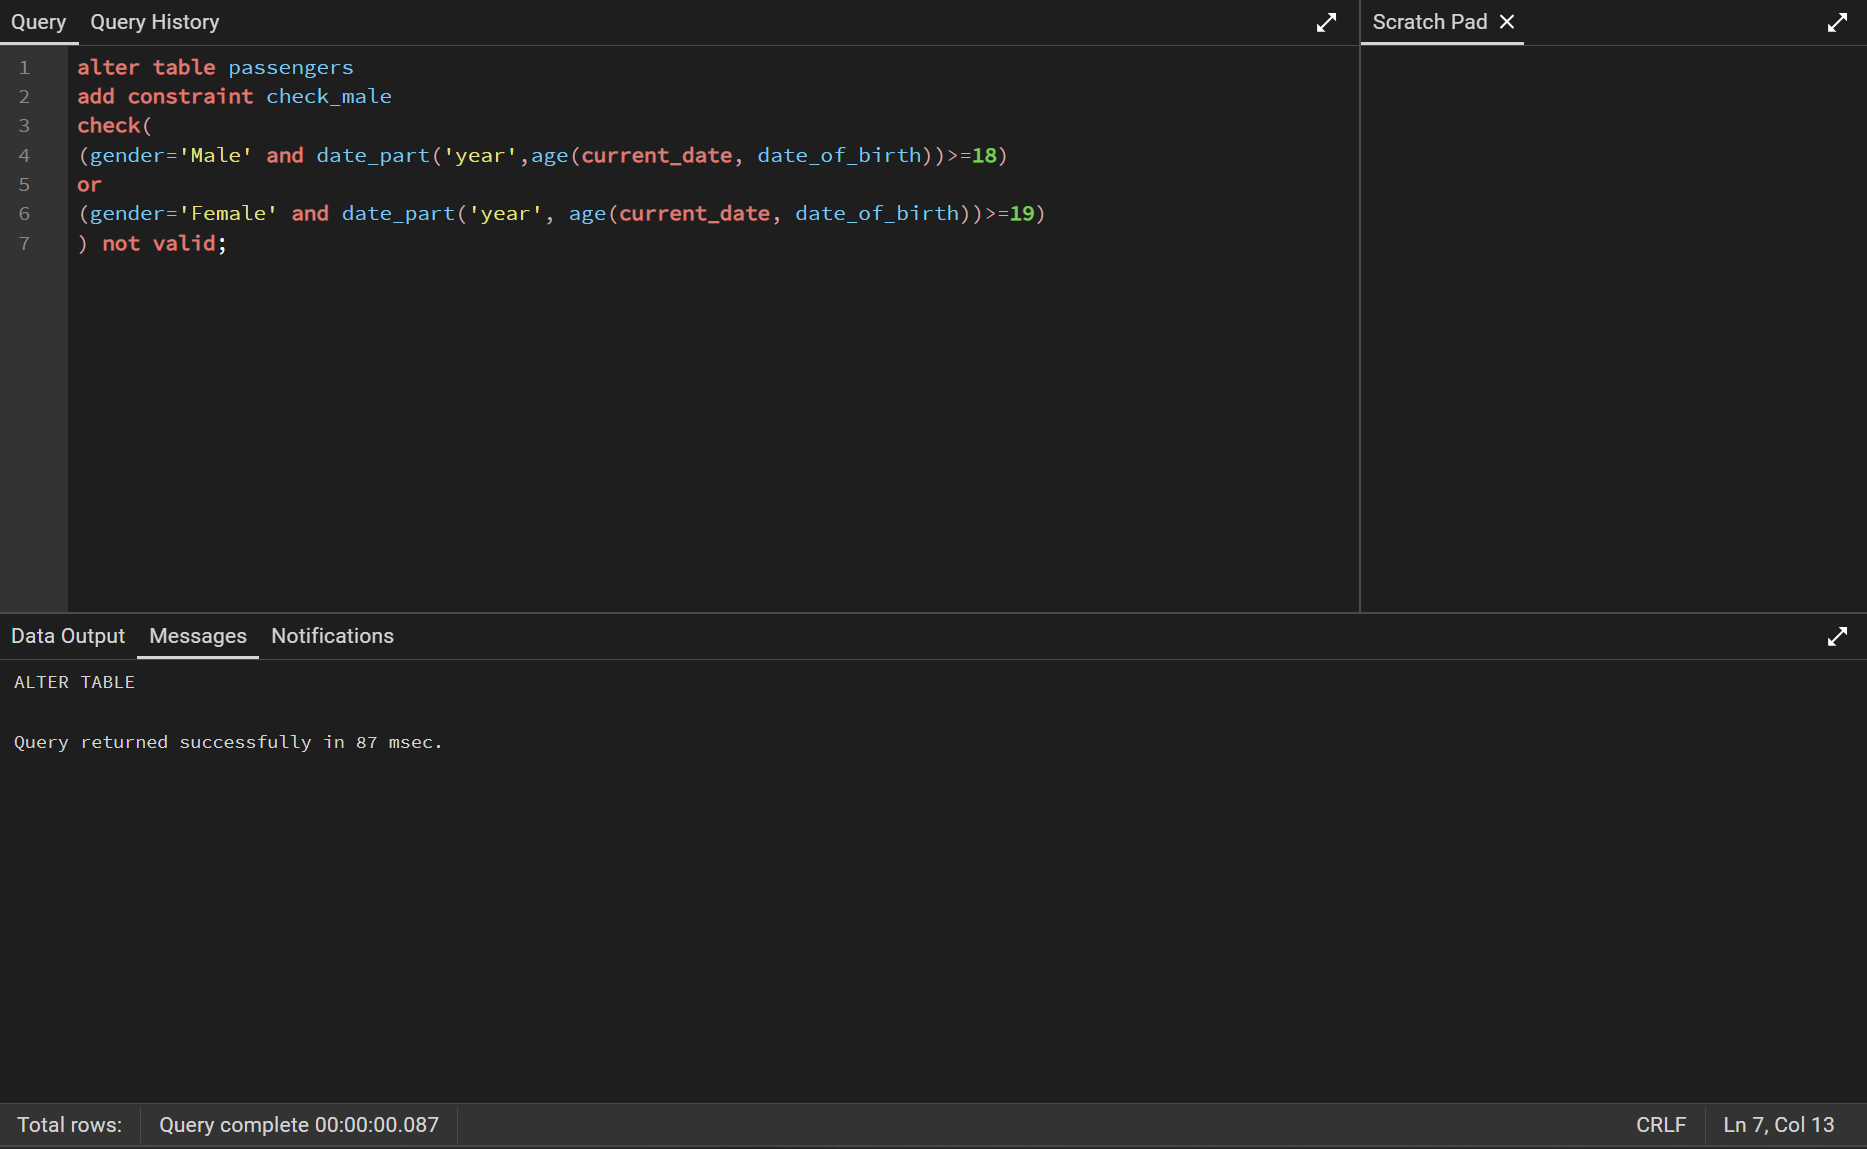 Query Query History
Scratch Pad
1 alter table passengers
2 add constraint check_male
3 check(
4 (gender='Male' and date_part('year',age(current_date, date_of_birth))>=18)
5 or
6 (gender='Female' and date_part('year', age(current_date, date_of_birth))>=19)
7 ) not valid;
Data Output Messages Notifications
ALTER TABLE
Query returned successfully in 87 msec.
Total rows: Query complete 00:00:00.087 CRLF Ln 7, Col 13